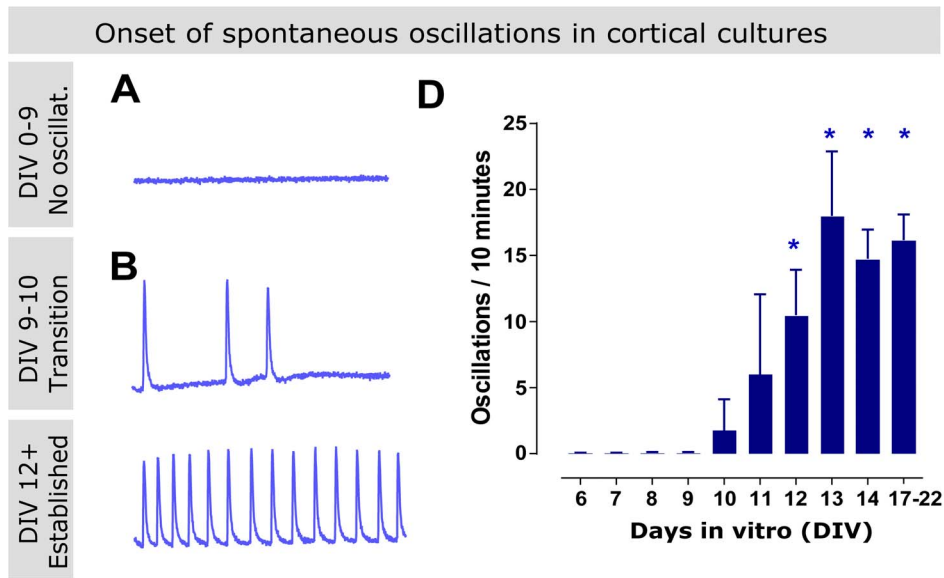 Onset of spontaneous oscillations in cortical cultures
DIV 0-9
No oscillat.
A
DIV 9-10
Transition
B
DIV 12+
Established
D
Oscillations / 10 minutes
25
20
15
10
5
0
* * * *
6 7 8 9 10 11 12 13 14 17-22
Days in vitro (DIV)